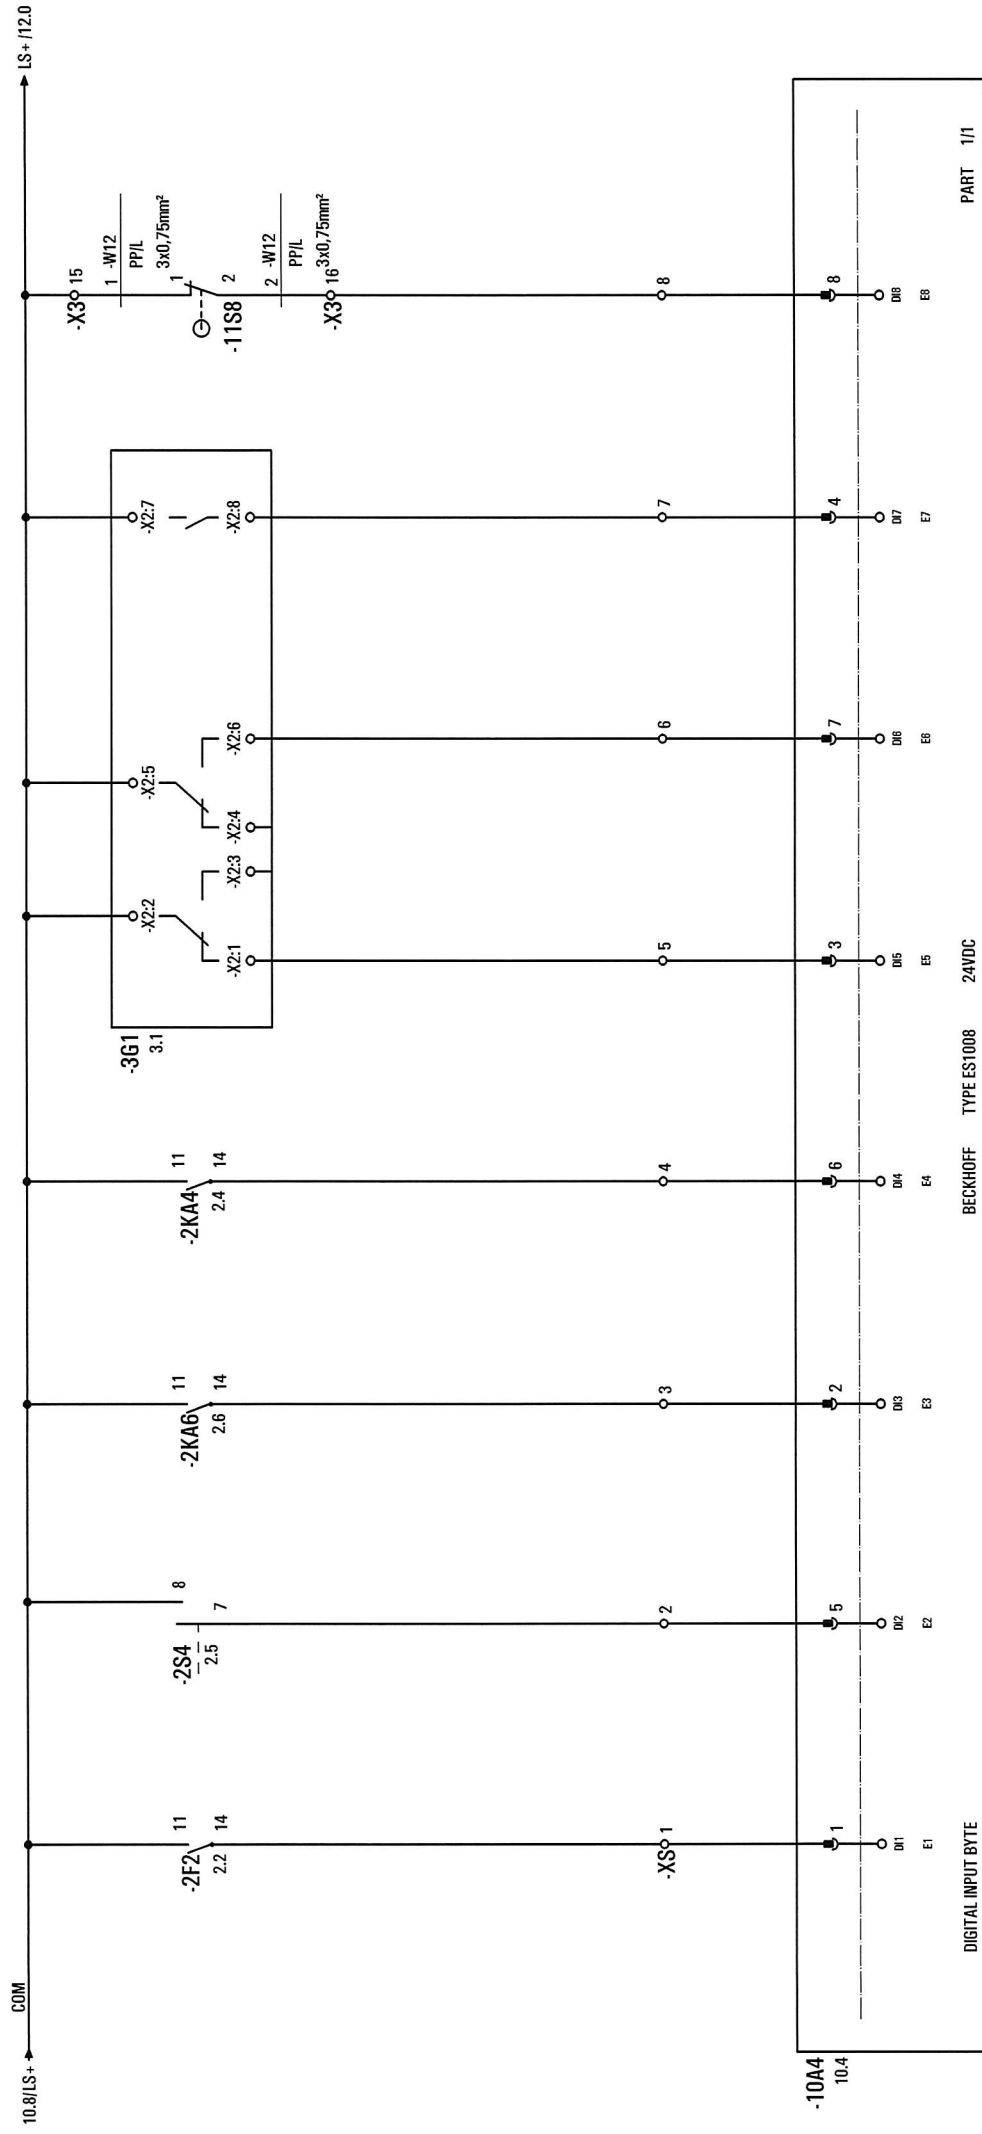 10.8/LS+
COM
LS+ /12.0
-2F2
2.2
11
14
-2S4
2.5
8
7
-2KA6
2.6
11
14
-2KA4
2.4
11
14
-3G1
3.1
-X2:2
-X2:1
-X2:3
-X2:5
-X2:4
-X2:6
-X2:7
-X2:8
-X3 15
1 -W12
PP/L
3x0,75mm²
1
2
-11S8
2 -W12
PP/L
3x0,75mm²
-X3 16
-XS 1
2
3
4
5
6
7
8
-10A4
10.4
1
5
2
6
3
7
4
8
DI1
DI2
DI3
DI4
DI5
DI6
DI7
DI8
E1
E2
E3
E4
E5
E6
E7
E8
DIGITAL INPUT BYTE
BECKHOFF TYPE ES1008 24VDC
PART 1/1